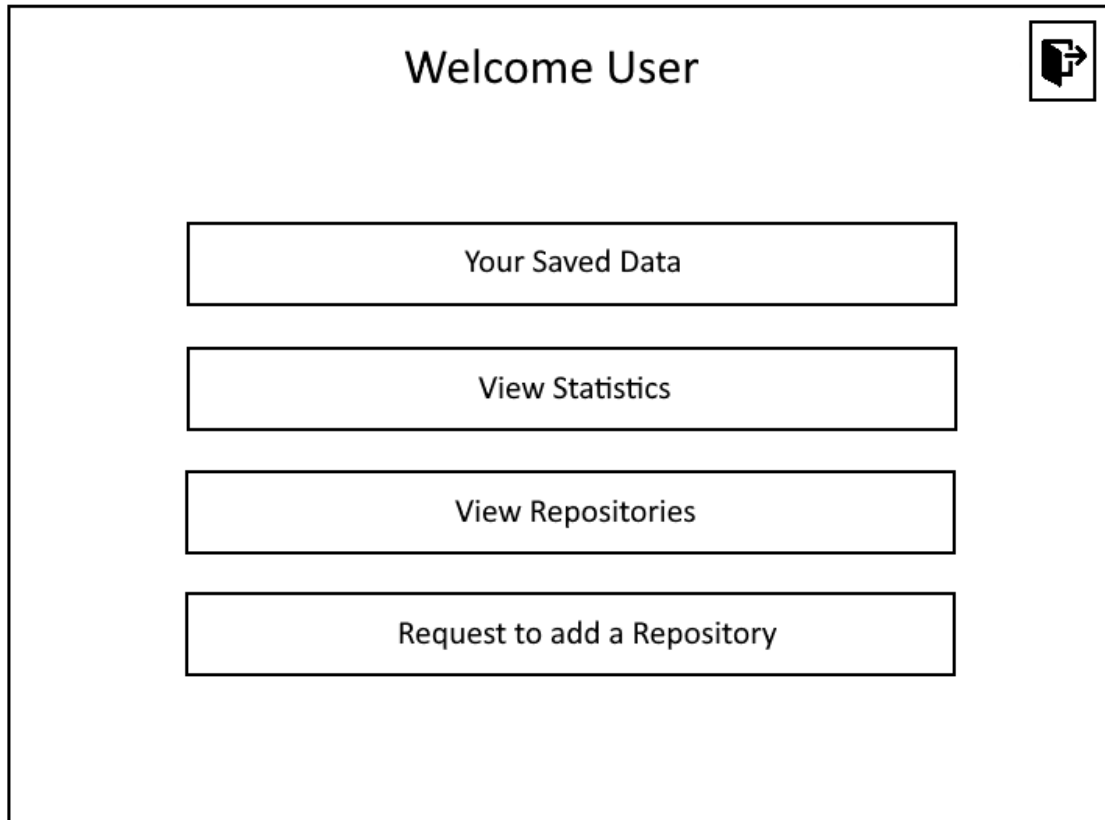 Welcome User
Your Saved Data
View Statistics
View Repositories
Request to add a Repository